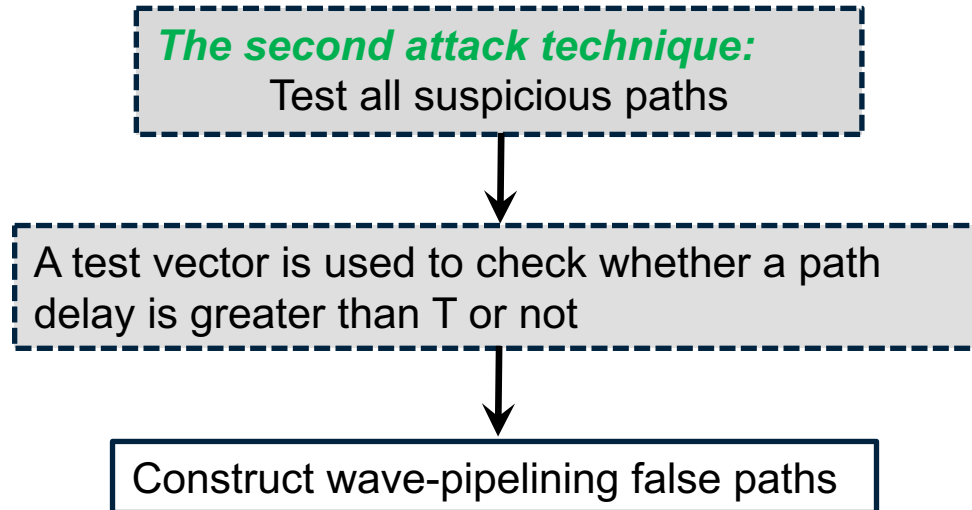 The second attack technique:
Test all suspicious paths
A test vector is used to check whether a path
delay is greater than T or not
Construct wave-pipelining false paths